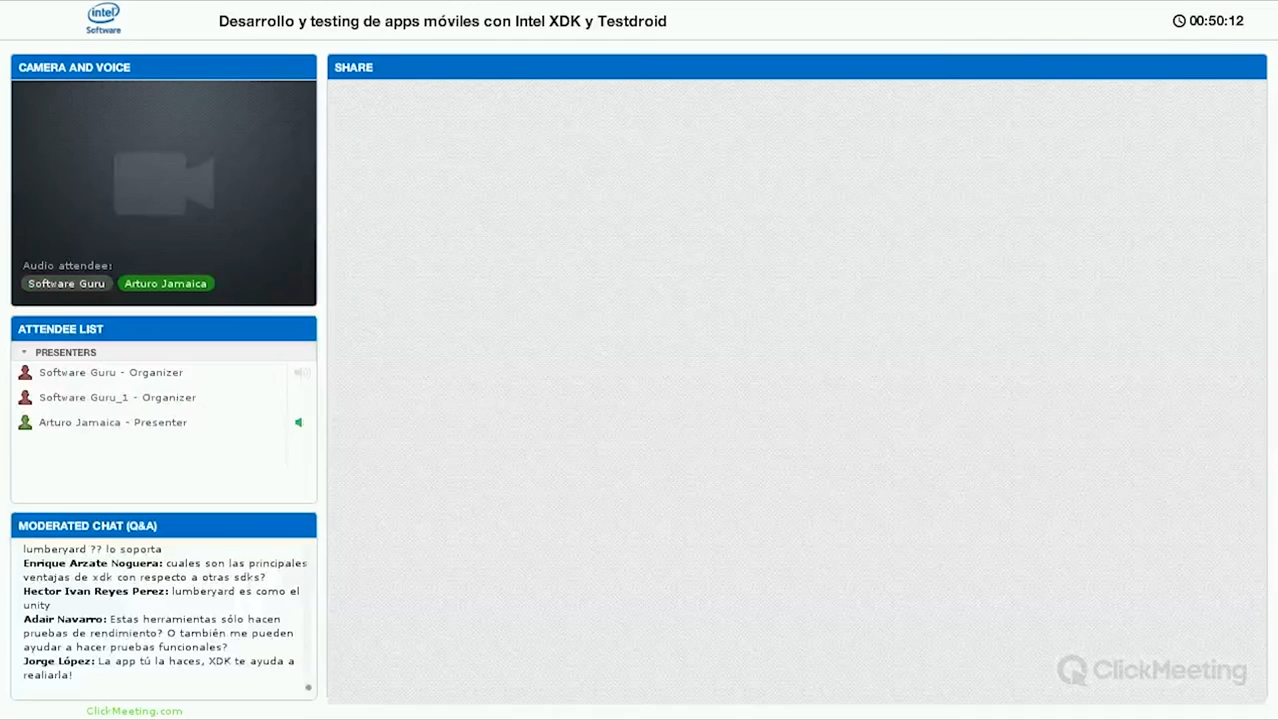 intel
Software
Desarrollo y testing de apps móviles con Intel XDK y Testdroid
00:50:12
CAMERA AND VOICE
SHARE
Audio attendee:
Software Guru
Arturo Jamaica
ATTENDEE LIST
PRESENTERS
Software Guru - Organizer
Software Guru_1 - Organizer
Arturo Jamaica - Presenter
MODERATED CHAT (Q&A)
lumberyard ?? lo soporta
Enrique Arzate Noguera: cuales son las principales
ventajas de xdk con respecto a otras sdks?
Hector Ivan Reyes Perez: lumberyard es como el
unity
Adair Navarro: Estas herramientas sólo hacen
pruebas de rendimiento? O también me pueden
ayudar a hacer pruebas funcionales?
Jorge López: La app tú la haces, XDK te ayuda a
realiarla!
ClickMeeting
ClickMeeting.com